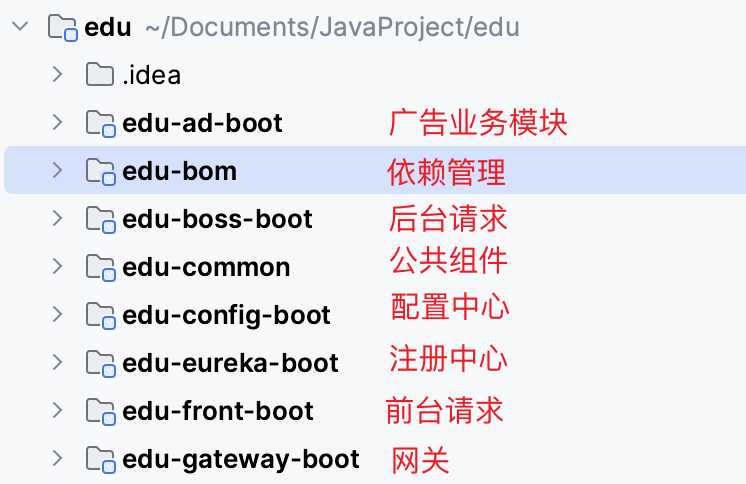 edu ~/Documents/JavaProject/edu
.idea
edu-ad-boot 广告业务模块
edu-bom 依赖管理
edu-boss-boot 后台请求
edu-common 公共组件
edu-config-boot 配置中心
edu-eureka-boot 注册中心
edu-front-boot 前台请求
edu-gateway-boot 网关